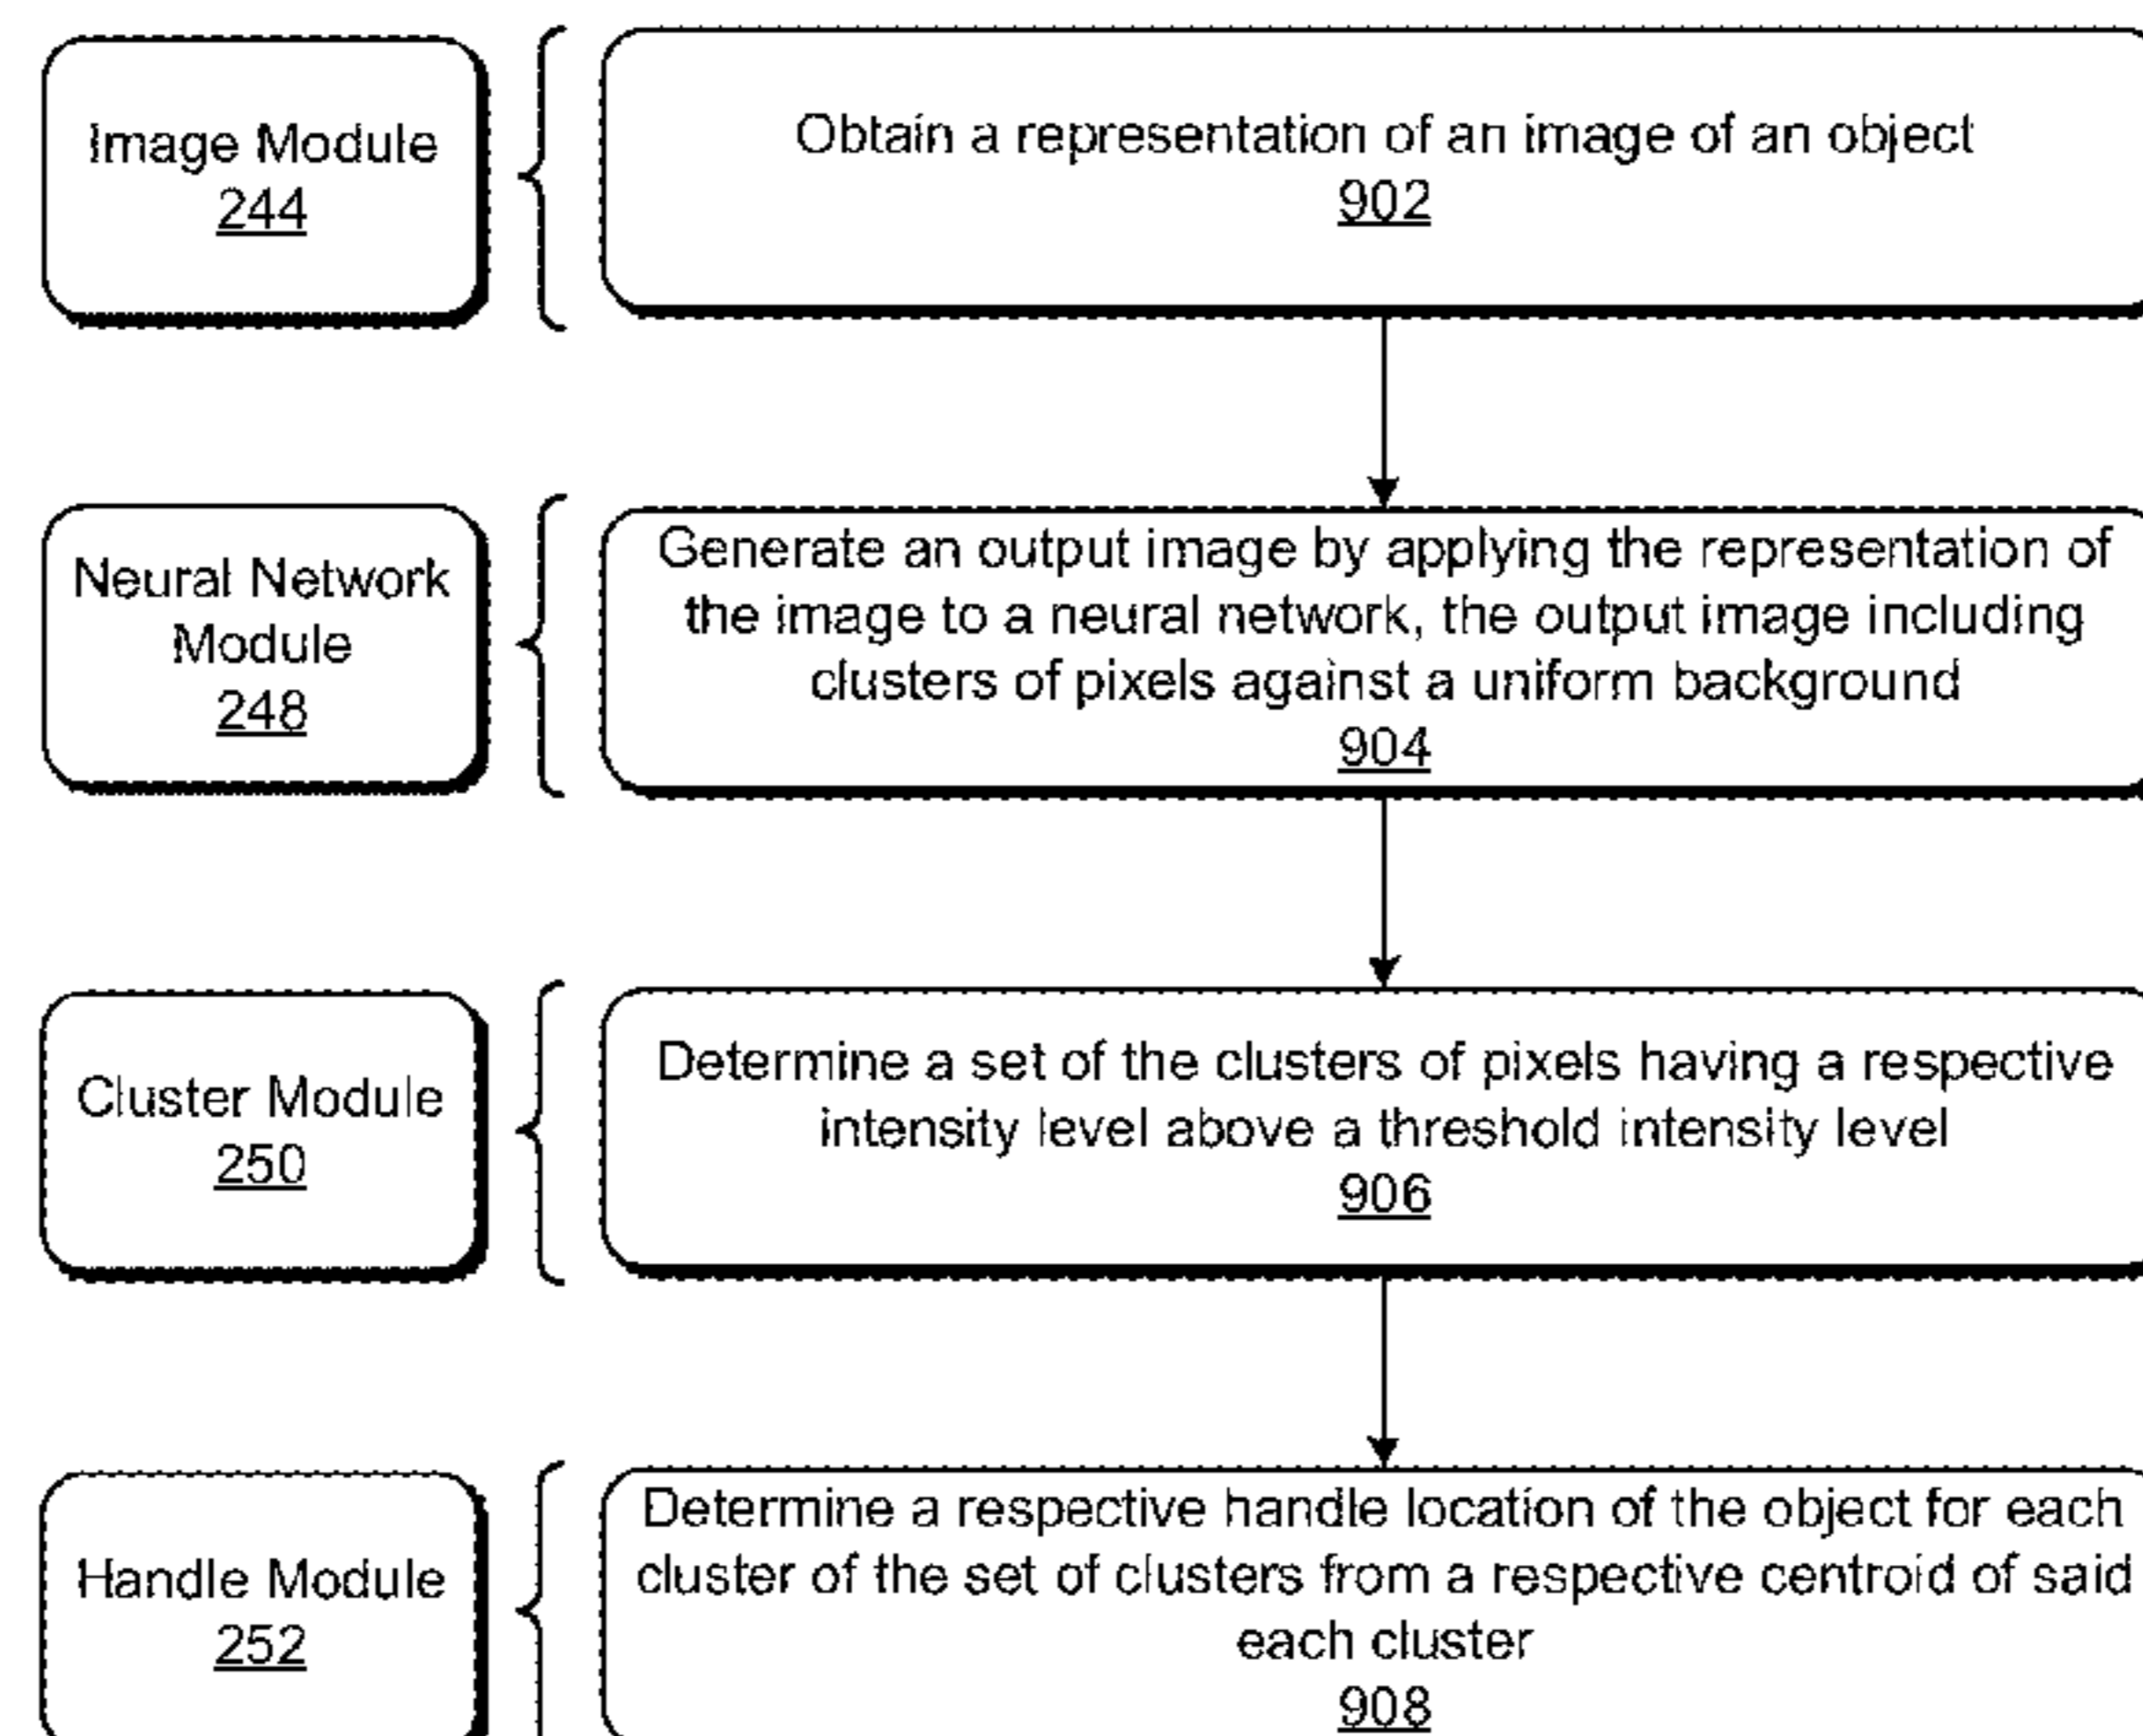 Image Module
244
Obtain a representation of an image of an object
902
Neural Network
Module
248
Generate an output image by applying the representation of
the image to a neural network, the output image including
clusters of pixels against a uniform background
904
Cluster Module
250
Determine a set of the clusters of pixels having a respective
intensity level above a threshold intensity level
906
Handle Module
252
Determine a respective handle location of the object for each
cluster of the set of clusters from a respective centroid of said
each cluster
908